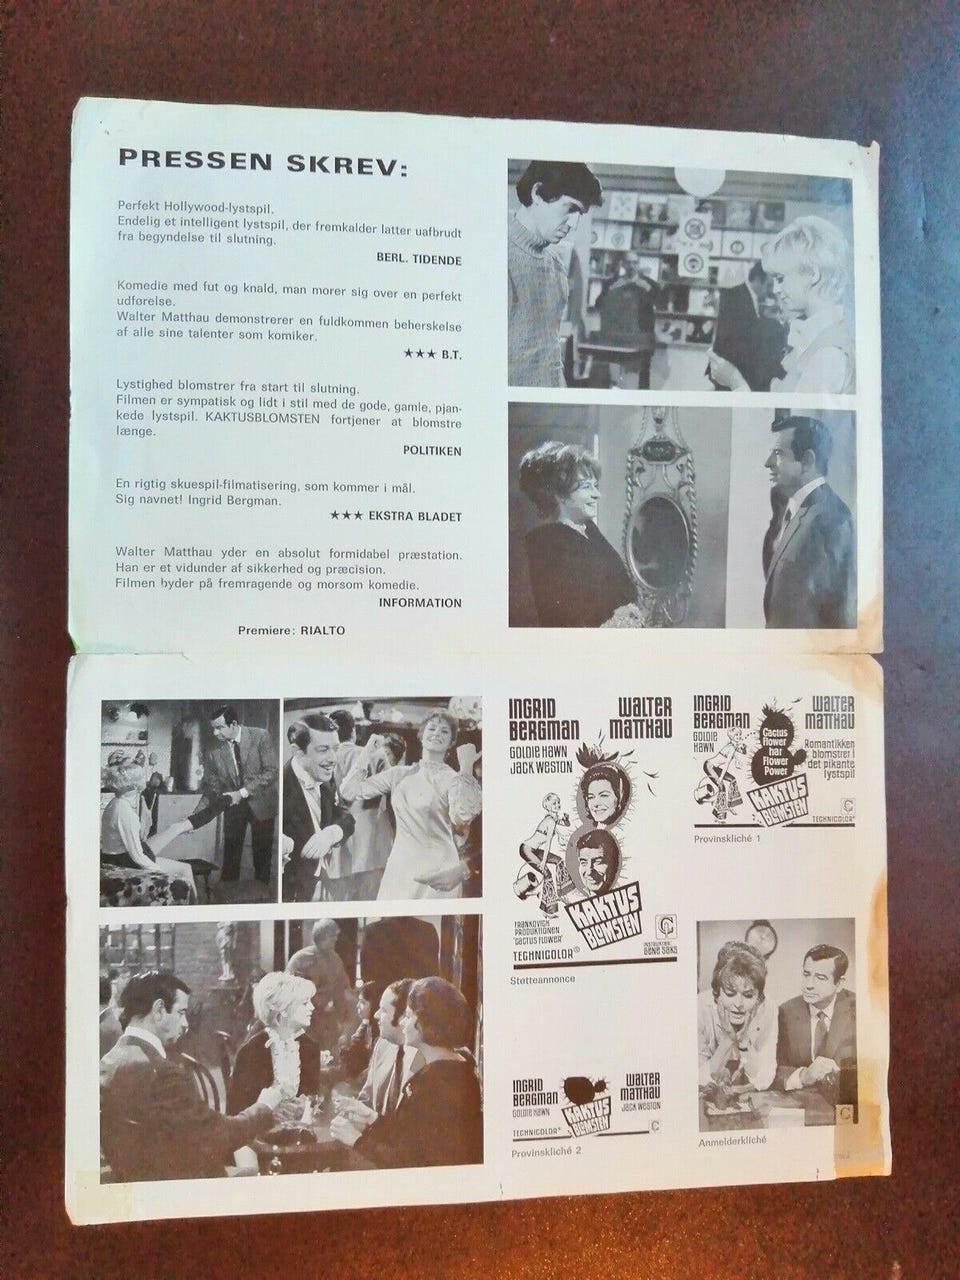 PRESSEN SKREV:
Perfekt Hollywood-lystspil.
Endelig et intelligent lystspil, der fremkalder latter uafbrudt
fra begyndelse til slutning.
BERL. TIDENDE
Komedie med fut og knald, man morer sig over en perfekt
udførelse.
Walter Matthau demonstrerer en fuldkommen beherskelse
af alle sine talenter som komiker.
★★★ B.T.
Lystighed blomstrer fra start til slutning.
Filmen er sympatisk og lidt i stil med de gode, gamle, pjan-
kede lystspil. KAKTUSBLOMSTEN fortjener at blomstre
længe.
POLITIKEN
En rigtig skuespil-filmatisering, som kommer i mål.
Sig navnet! Ingrid Bergman.
★★★ EKSTRA BLADET
Walter Matthau yder en absolut formidabel præstation.
Han er et vidunder af sikkerhed og præcision.
Filmen byder på fremragende og morsom komedie.
INFORMATION
Premiere: RIALTO
INGRID
BERGMAN
WALTER
MATTHAU
GOLDIE HAWN
JACK WESTON
KAKTUS
BLOMSTEN
FRANKOVICH
PRODUKTIONEN
"CACTUS FLOWER"
TECHNICOLOR®
INSTRUKTØR:
GENE SAKS
Støtteannonce
INGRID
BERGMAN
GOLDIE
HAWN
WALTER
MATTHAU
Cactus
flower
har
Flower
Power
Romantikken
blomstrer i
det pikante
lystspil
KAKTUS
BLOMSTEN
TECHNICOLOR®
Provinskliché 1
INGRID
BERGMAN
GOLDIE HAWN
WALTER
MATTHAU
JACK WESTON
KAKTUS
BLOMSTEN
TECHNICOLOR®
Provinskliché 2
Anmelderkliché